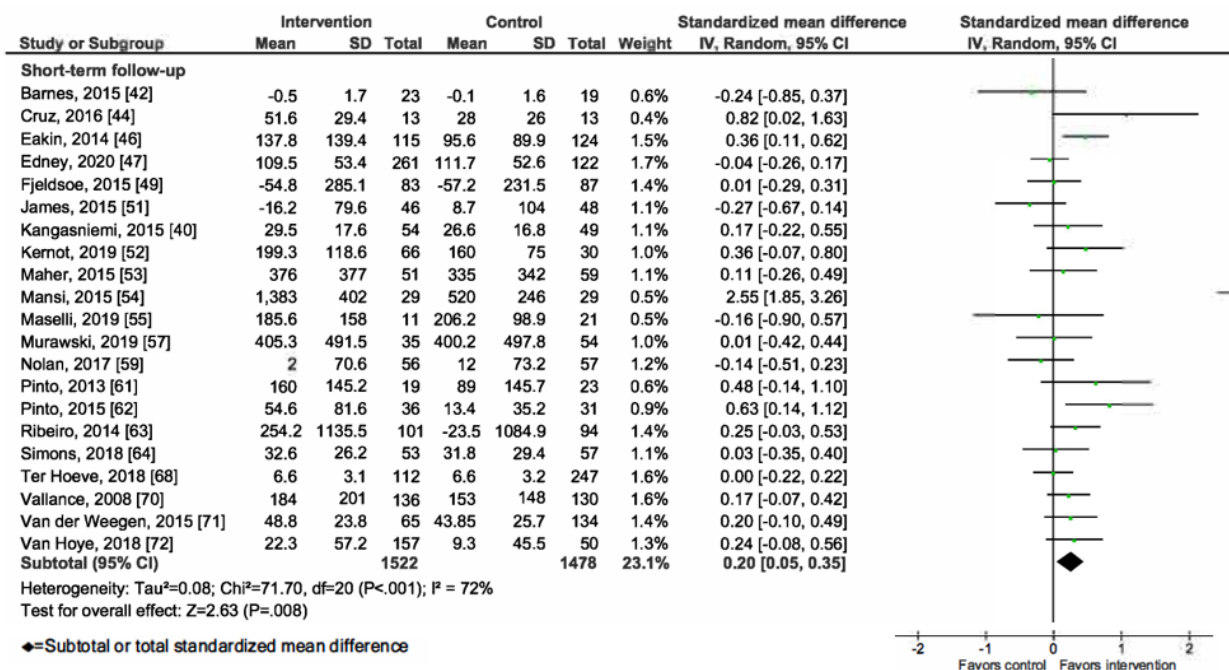 Intervention Control Standardized mean difference Standardized mean difference
Study or Subgroup Mean SD Total Mean SD Total Weight IV, Random, 95% CI IV, Random, 95% CI
Short-term follow-up
Barnes, 2015 [42] -0.5 1.7 23 -0.1 1.6 19 0.6% -0.24 [-0.85, 0.37]
Cruz, 2016 [44] 51.6 29.4 13 28 26 13 0.4% 0.82 [0.02, 1.63]
Eakin, 2014 [46] 137.8 139.4 115 95.6 89.9 124 1.6% 0.36 [0.11, 0.62]
Edney, 2020 [47] 109.5 53.4 261 111.7 52.6 122 1.7% -0.04 [-0.26, 0.17]
Fjeldsoe, 2015 [49] -54.8 285.1 83 -57.2 231.5 87 1.4% 0.01 [-0.29, 0.31]
James, 2015 [51] -16.2 79.6 46 8.7 104 48 1.1% -0.27 [-0.67, 0.14]
Kangasniemi, 2015 [40] 29.5 17.6 54 26.6 16.8 49 1.2% 0.17 [-0.22, 0.55]
Kernot, 2019 [52] 199.3 118.6 66 160 75 30 1.0% 0.36 [-0.07, 0.80]
Maher, 2015 [53] 376 377 51 335 342 59 1.1% 0.11 [-0.26, 0.49]
Mansi, 2015 [54] 1,383 402 29 520 246 29 0.5% 2.55 [1.85, 3.26]
Maselli, 2019 [55] 185.6 158 11 206.2 98.9 21 0.5% -0.16 [-0.90, 0.57]
Murawski, 2019 [57] 405.3 491.5 35 400.2 497.8 54 1.0% 0.01 [-0.42, 0.44]
Nolan, 2017 [59] 2 70.6 56 12 73.2 57 1.2% -0.14 [-0.51, 0.23]
Pinto, 2013 [61] 160 145.2 19 89 145.7 23 0.6% 0.48 [-0.14, 1.10]
Pinto, 2015 [62] 54.6 81.6 36 13.4 35.2 31 0.9% 0.63 [0.14, 1.12]
Ribeiro, 2014 [63] 254.2 1135.5 101 -23.5 1084.9 94 1.4% 0.25 [-0.03, 0.53]
Simons, 2018 [64] 32.6 26.2 53 31.8 29.4 57 1.2% 0.03 [-0.35, 0.40]
Ter Hoeve, 2018 [68] 6.6 3.1 112 6.6 3.2 247 1.6% 0.00 [-0.22, 0.22]
Vallance, 2008 [70] 184 201 136 153 148 130 1.6% 0.17 [-0.07, 0.42]
Van der Weegen, 2015 [71] 48.8 23.8 65 43.85 25.7 134 1.4% 0.20 [-0.10, 0.49]
Van Hoye, 2018 [72] 22.3 57.2 157 9.3 45.5 50 1.3% 0.24 [-0.08, 0.56]
Subtotal (95% CI) 1522 1478 23.1% 0.20 [0.05, 0.35]
Heterogeneity: Tau²=0.08; Chi²=71.70, df=20 (P<.001); I² = 72%
Test for overall effect: Z=2.63 (P=.008)
◆=Subtotal or total standardized mean difference
-2 -1 0 1 2
Favors control Favors intervention